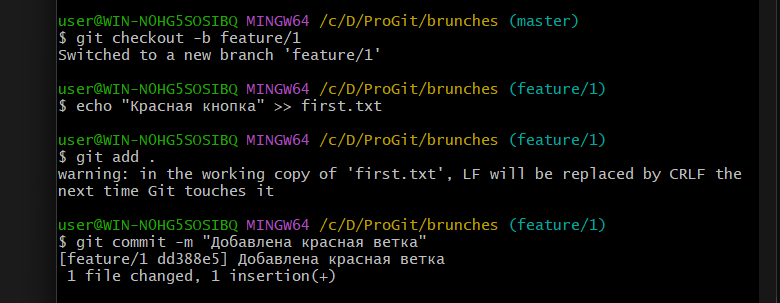 user@WIN-N0HG5SOSIBQ MINGW64 /c/D/ProGit/brunches (master)
$ git checkout -b feature/1
Switched to a new branch 'feature/1'
user@WIN-N0HG5SOSIBQ MINGW64 /c/D/ProGit/brunches (feature/1)
$ echo "Красная кнопка" >> first.txt
user@WIN-N0HG5SOSIBQ MINGW64 /c/D/ProGit/brunches (feature/1)
$ git add .
warning: in the working copy of 'first.txt', LF will be replaced by CRLF the
next time Git touches it
user@WIN-N0HG5SOSIBQ MINGW64 /c/D/ProGit/brunches (feature/1)
$ git commit -m "Добавлена красная ветка"
[feature/1 dd388e5] Добавлена красная ветка
 1 file changed, 1 insertion(+)